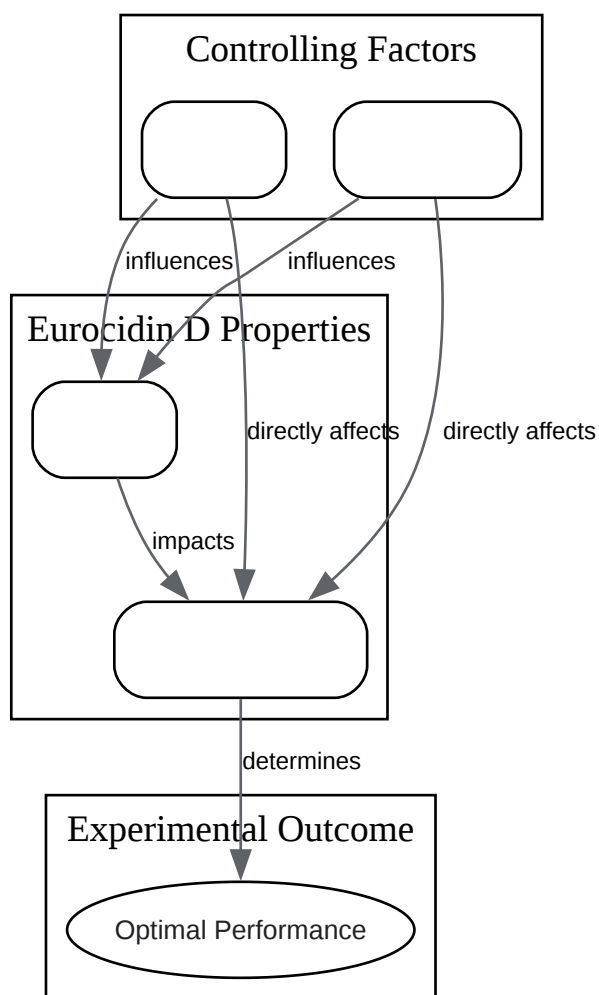 Controlling Factors
influences
influences
Eurocidin D Properties
directly affects
directly affects
impacts
determines
Experimental Outcome
Optimal Performance